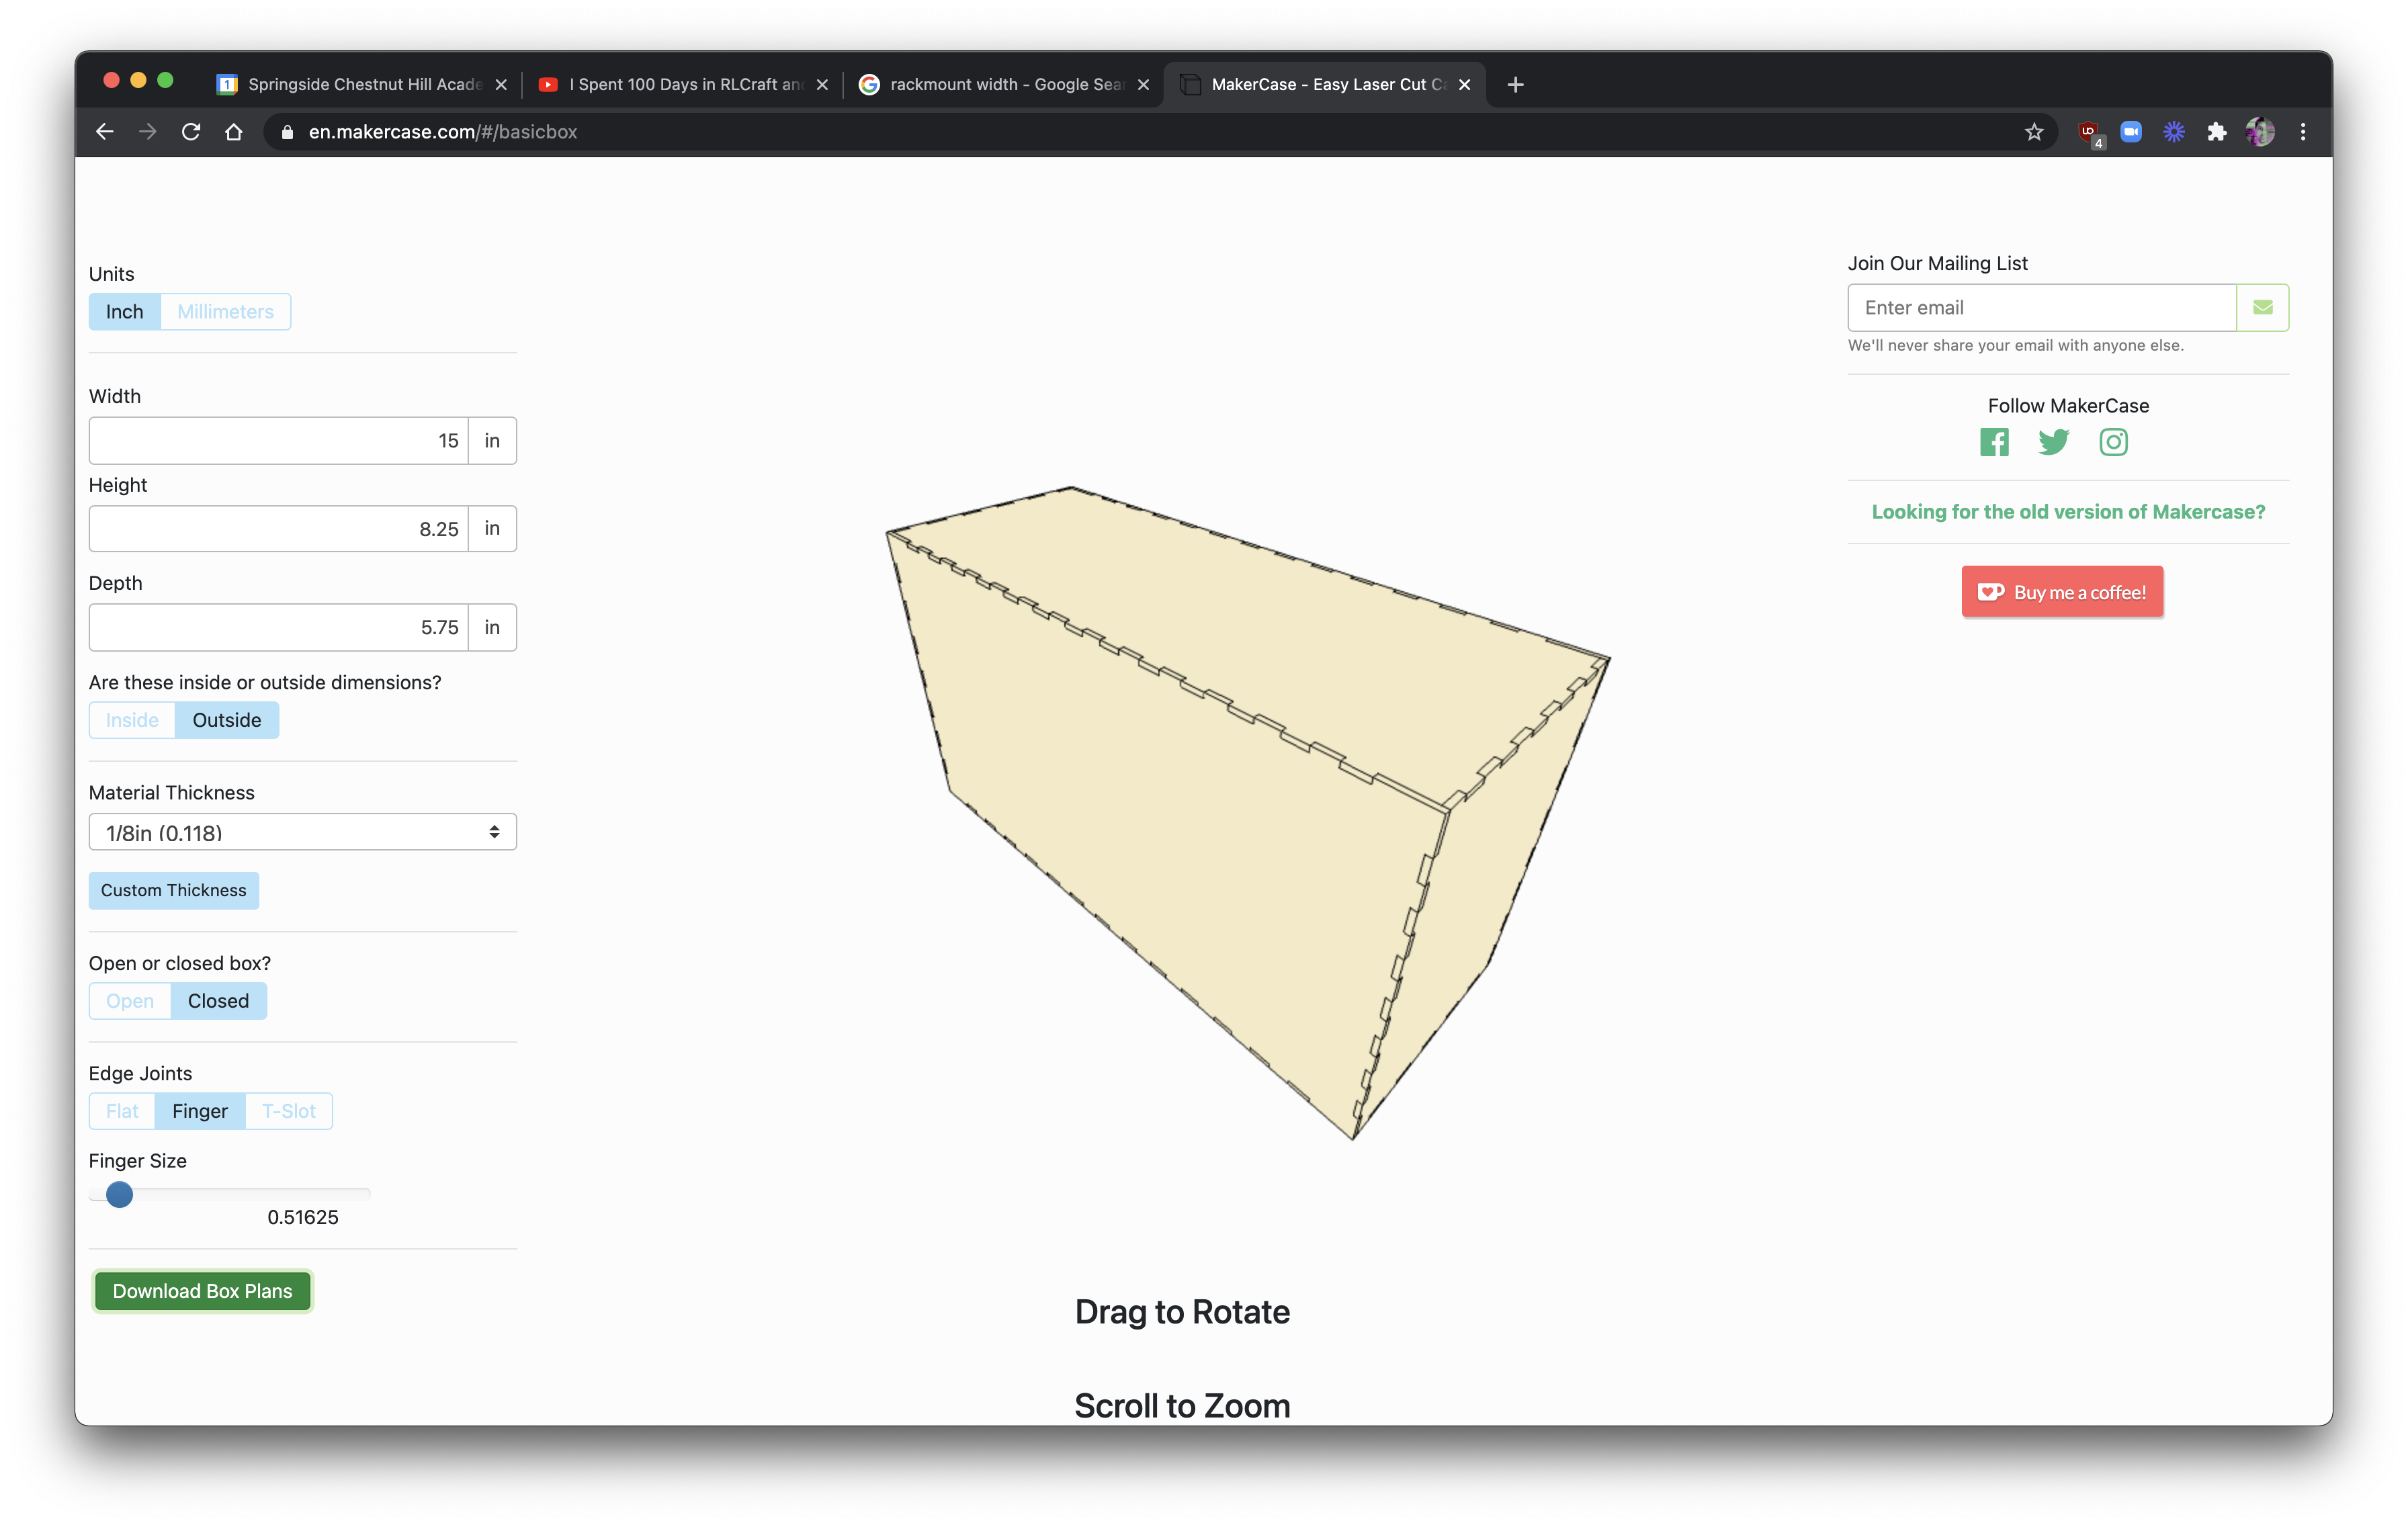 Springside Chestnut Hill Acade
I Spent 100 Days in RLCraft an
rackmount width - Google Sear
MakerCase - Easy Laser Cut Ca
en.makercase.com/#/basicbox
4
Units
Inch Millimeters
Width
15 in
Height
8.25 in
Depth
5.75 in
Are these inside or outside dimensions?
Inside Outside
Material Thickness
1/8in (0.118)
Custom Thickness
Open or closed box?
Open Closed
Edge Joints
Flat Finger T-Slot
Finger Size
0.51625
Download Box Plans
Drag to Rotate
Scroll to Zoom
Join Our Mailing List
Enter email
We'll never share your email with anyone else.
Follow MakerCase
Looking for the old version of Makercase?
Buy me a coffee!